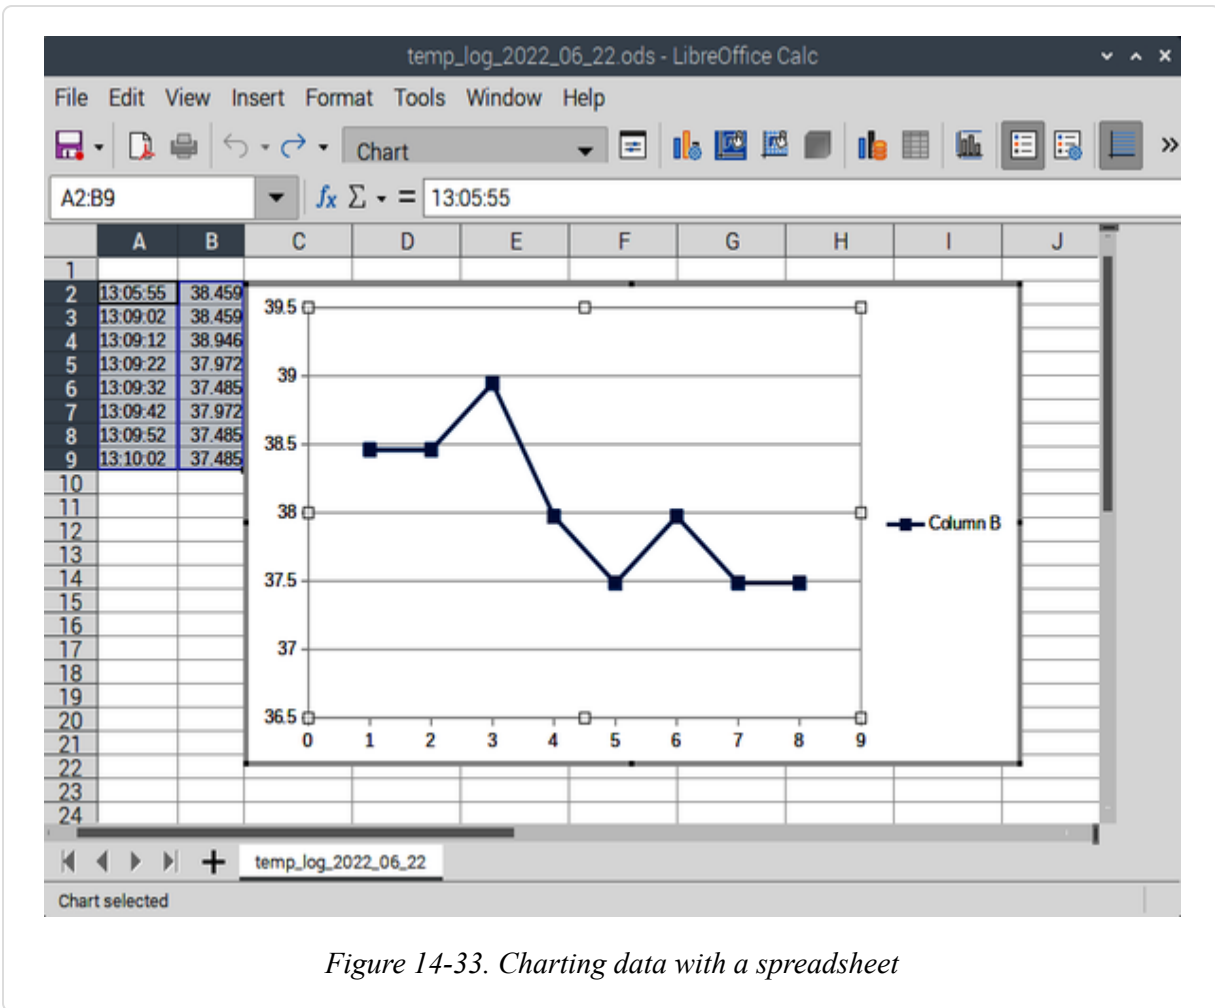 temp_log_2022_06_22.ods - LibreOffice Calc
File Edit View Insert Format Tools Window Help
Chart
A2:B9 fx Σ = 13:05:55
A B C D E F G H I J
1
2 13:05:55 38.459
3 13:09:02 38.459
4 13:09:12 38.946
5 13:09:22 37.972
6 13:09:32 37.485
7 13:09:42 37.972
8 13:09:52 37.485
9 13:10:02 37.485
10
11
12
13
14
15
16
17
18
19
20
21
22
23
24
39.5
39
38.5
38
37.5
37
36.5
0 1 2 3 4 5 6 7 8 9
Column B
temp_log_2022_06_22
Chart selected
Figure 14-33. Charting data with a spreadsheet